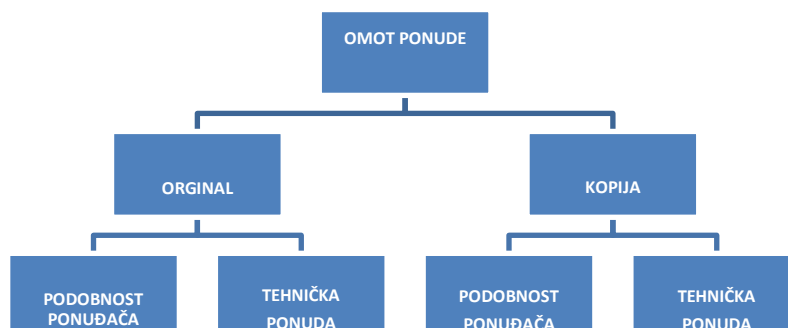 OMOT PONUDE
ORGINAL
KOPIJA
PODOBNOST
PONUĐAČA
TEHNIČKA
PONUDA
PODOBNOST
PONUĐAČA
TEHNIČKA
PONUDA